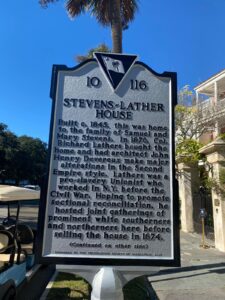 10 116
STEVENS-LATHER
HOUSE
Built c. 1845, this was home
to the family of Samuel and
Mary Stevens. In 1870, Col.
Richard Lathers bought the
home and had architect John
Henry Devereux make major
alterations in the Second
Empire style. Lathers was a
pro-slavery Unionist who
worked in N.Y. before the
Civil War. Hoping to promote
sectional reconciliation, he
hosted joint gatherings of
prominent white southerners
and northerners here before
selling the house in 1874.
(Continued on other side)